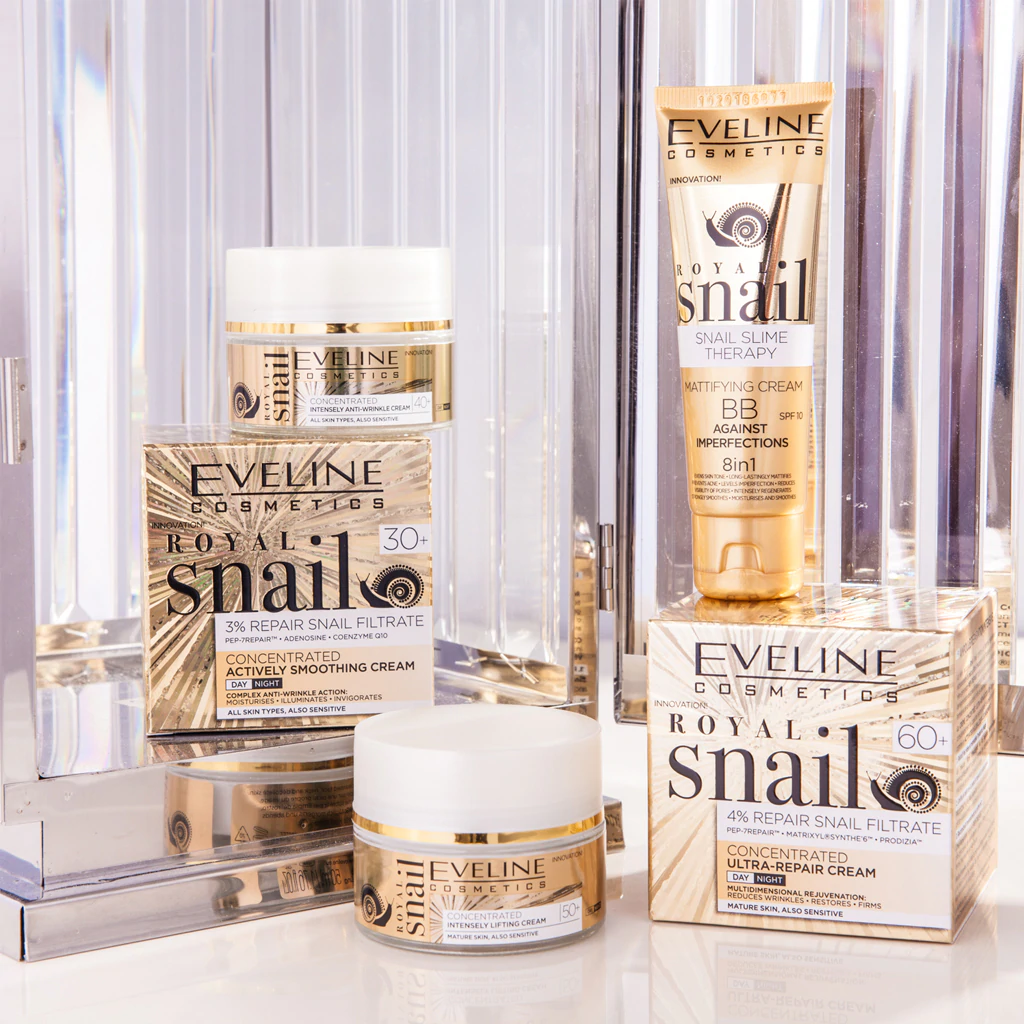 EVELINE
COSMETICS
INNOVATION!
ROYAL
snail
SNAIL SLIME
THERAPY
MATTIFYING CREAM
BB
SPF 10
AGAINST
IMPERFECTIONS
8in1
EVELINE
COSMETICS
INNOVATION!
ROYAL
snail
CONCENTRATED
INTENSELY ANTI-WRINKLE CREAM
40+
ALL SKIN TYPES, ALSO SENSITIVE
EVELINE
COSMETICS
INNOVATION!
ROYAL
30+
snail
3% REPAIR SNAIL FILTRATE
PEP-7REPAIR™ • ADENOSINE • COENZYME Q10
CONCENTRATED
ACTIVELY SMOOTHING CREAM
DAY NIGHT
COMPLEX ANTI-WRINKLE ACTION:
MOISTURISES • ILLUMINATES • INVIGORATES
ALL SKIN TYPES, ALSO SENSITIVE
EVELINE
COSMETICS
INNOVATION!
ROYAL
snail
CONCENTRATED
INTENSELY LIFTING CREAM
50+
MATURE SKIN, ALSO SENSITIVE
EVELINE
COSMETICS
INNOVATION!
ROYAL
60+
snail
4% REPAIR SNAIL FILTRATE
PEP-7REPAIR™ • MATRIXYL®SYNTHE'6™ • PRODIZIA™
CONCENTRATED
ULTRA-REPAIR CREAM
DAY NIGHT
MULTIDIMENSIONAL REJUVENATION:
REDUCES WRINKLES • RESTORES • FIRMS
MATURE SKIN, ALSO SENSITIVE